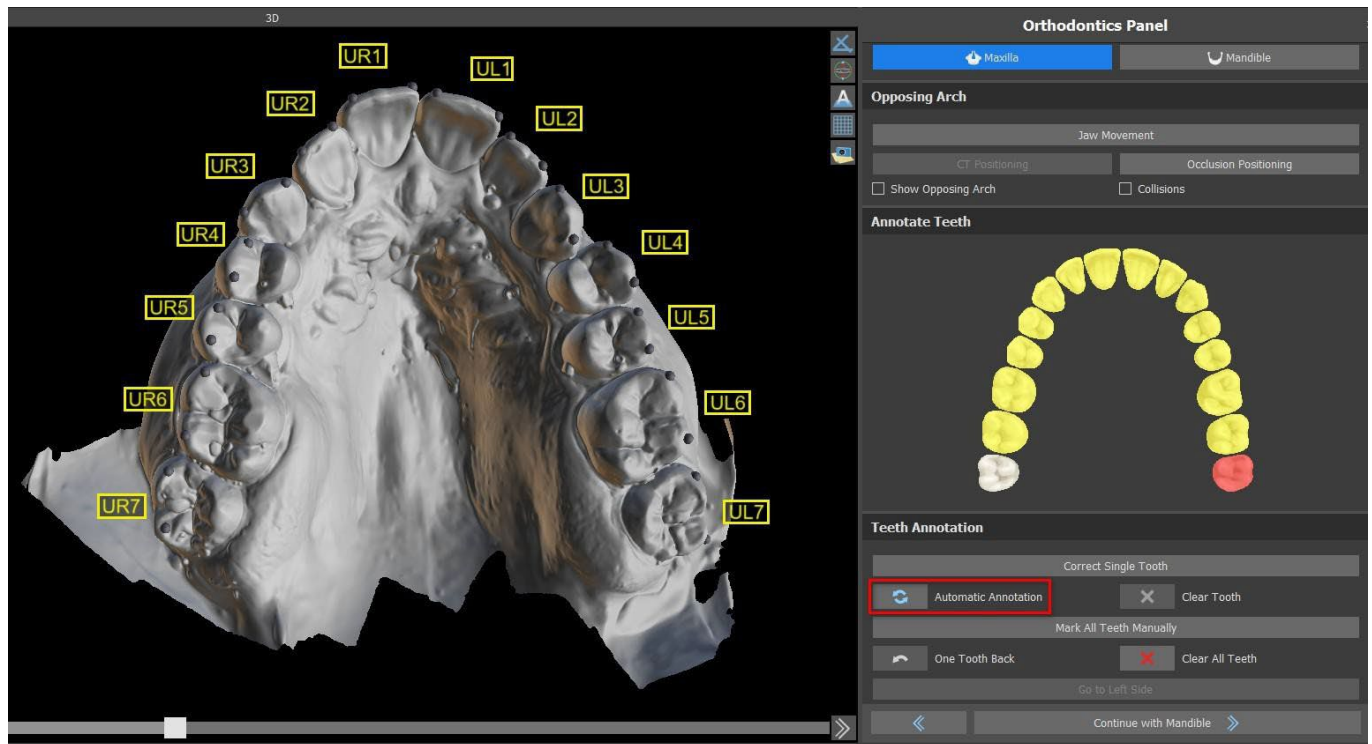 3D
UR1
UL1
UR2
UL2
UR3
UL3
UR4
UL4
UR5
UL5
UR6
UL6
UR7
UL7
Orthodontics Panel
Maxilla
Mandible
Opposing Arch
Jaw Movement
CT Positioning
Occlusion Positioning
Show Opposing Arch
Collisions
Annotate Teeth
Teeth Annotation
Correct Single Tooth
Automatic Annotation
Clear Tooth
Mark All Teeth Manually
One Tooth Back
Clear All Teeth
Go to Left Side
Continue with Mandible